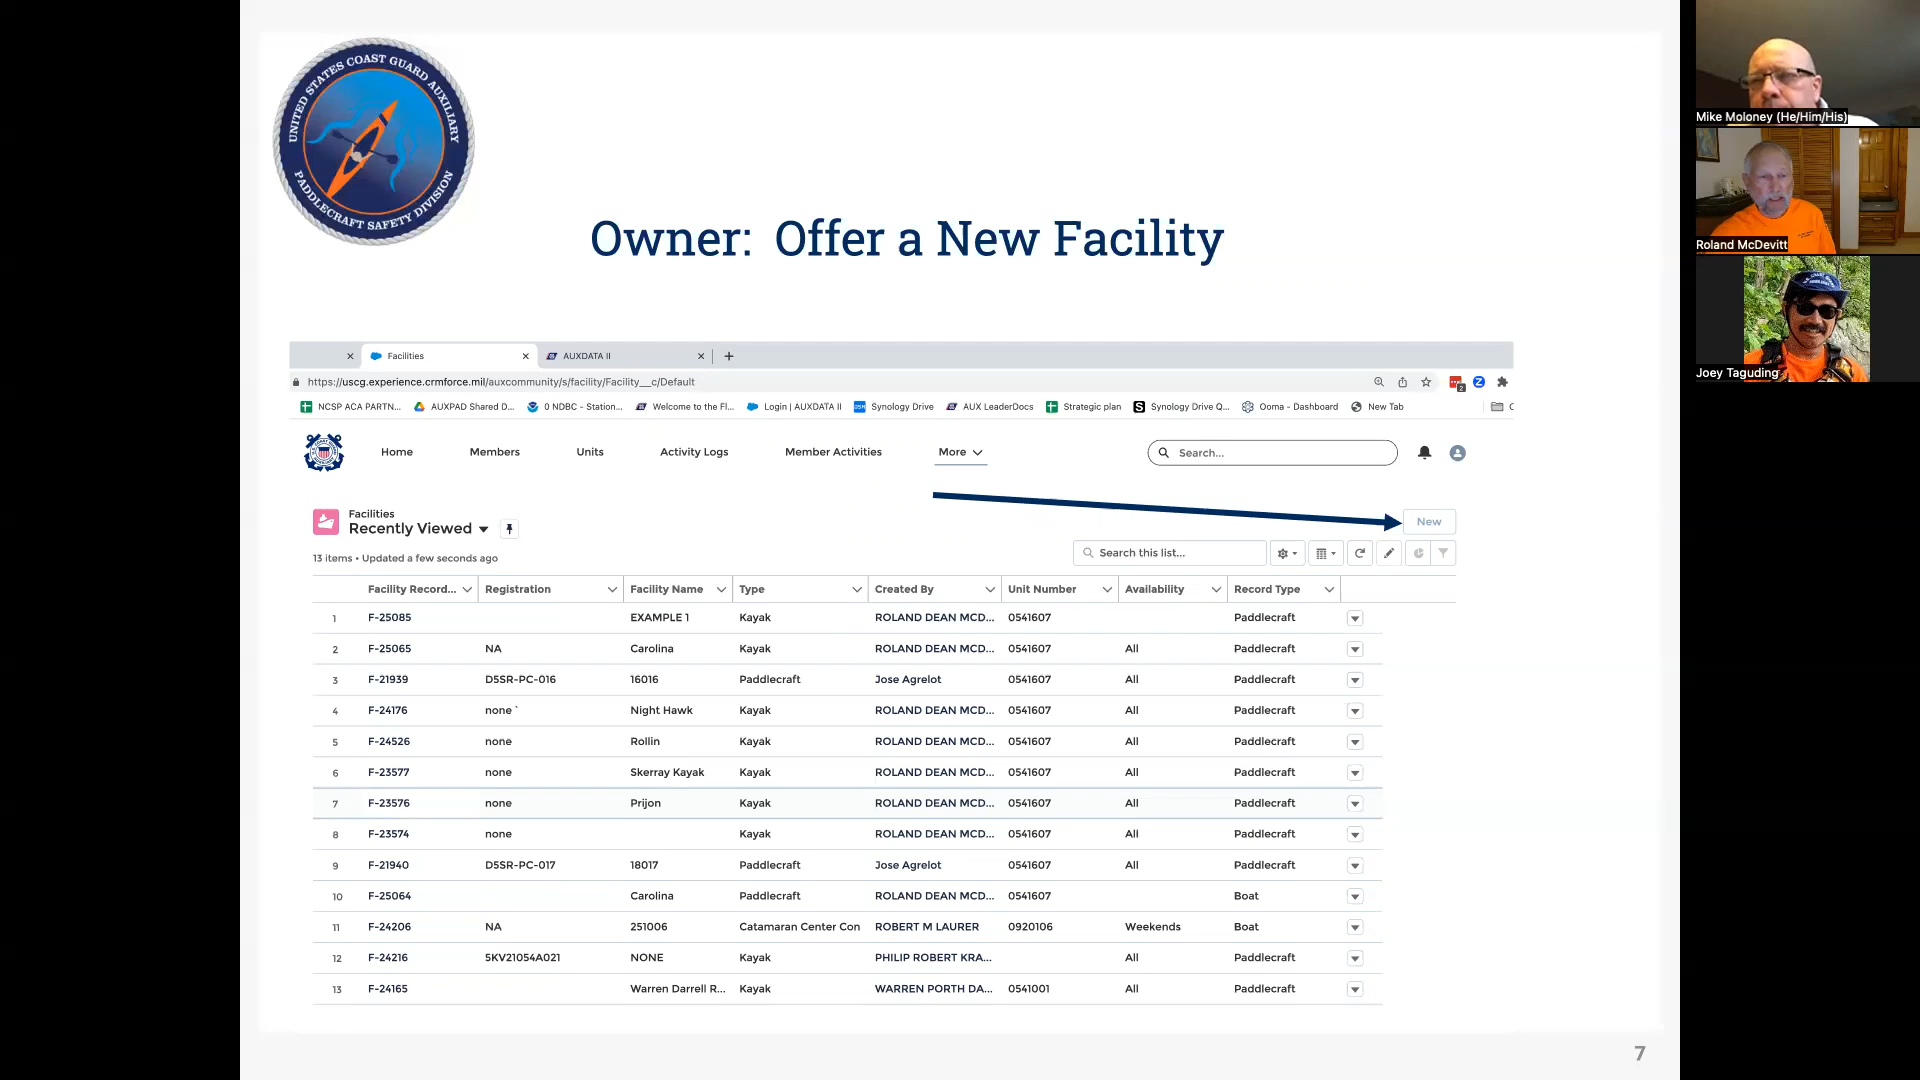 UNITED STATES COAST GUARD AUXILIARY
PADDLECRAFT SAFETY DIVISION
Owner: Offer a New Facility
Facilities
AUXDATA II
https://uscg.experience.crmforce.mil/auxcommunity/s/facility/Facility__c/Default
2
NCSP ACA PARTN... AUXPAD Shared D... 0 NDBC - Station... Welcome to the Fl... Login | AUXDATA II Synology Drive AUX LeaderDocs Strategic plan Synology Drive Q... Ooma - Dashboard New Tab
Home Members Units Activity Logs Member Activities More Search...
Facilities
Recently Viewed
New
13 items • Updated a few seconds ago
Search this list...
Facility Record... Registration Facility Name Type Created By Unit Number Availability Record Type
1 F-25085 EXAMPLE 1 Kayak ROLAND DEAN MCD... 0541607 Paddlecraft
2 F-25065 NA Carolina Kayak ROLAND DEAN MCD... 0541607 All Paddlecraft
3 F-21939 D5SR-PC-016 16016 Paddlecraft Jose Agrelot 0541607 All Paddlecraft
4 F-24176 none ` Night Hawk Kayak ROLAND DEAN MCD... 0541607 All Paddlecraft
5 F-24526 none Rollin Kayak ROLAND DEAN MCD... 0541607 All Paddlecraft
6 F-23577 none Skerray Kayak Kayak ROLAND DEAN MCD... 0541607 All Paddlecraft
7 F-23576 none Prijon Kayak ROLAND DEAN MCD... 0541607 All Paddlecraft
8 F-23574 none Kayak ROLAND DEAN MCD... 0541607 All Paddlecraft
9 F-21940 D5SR-PC-017 18017 Paddlecraft Jose Agrelot 0541607 All Paddlecraft
10 F-25064 Carolina Paddlecraft ROLAND DEAN MCD... 0541607 Boat
11 F-24206 NA 251006 Catamaran Center Con ROBERT M LAURER 0920106 Weekends Boat
12 F-24216 5KV21054A021 NONE Kayak PHILIP ROBERT KRA... All Paddlecraft
13 F-24165 Warren Darrell R... Kayak WARREN PORTH DA... 0541001 All Paddlecraft
7
Mike Moloney (He/Him/His)
Roland McDevitt
Joey Taguding